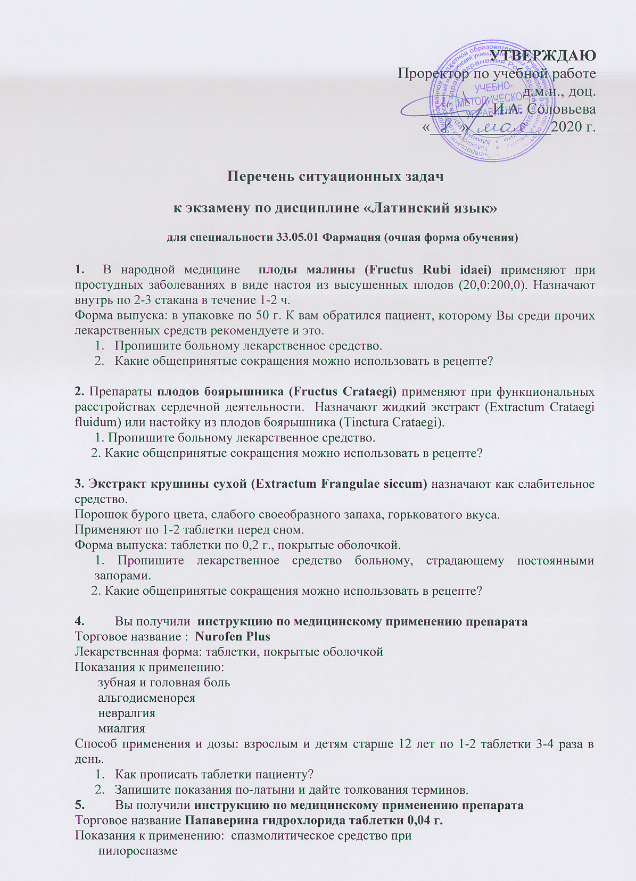 УТВЕРЖДАЮ
Проректор по учебной работе
д.м.н., доц.
И.А. Соловьева
« 8 » мая 2020 г.
УЧЕБНО-
МЕТОДИЧЕСКОЕ
УПРАВЛЕНИЕ
Перечень ситуационных задач
к экзамену по дисциплине «Латинский язык»
для специальности 33.05.01 Фармация (очная форма обучения)
1. В народной медицине плоды малины (Fructus Rubi idaei) применяют при
простудных заболеваниях в виде настоя из высушенных плодов (20,0:200,0). Назначают
внутрь по 2-3 стакана в течение 1-2 ч.
Форма выпуска: в упаковке по 50 г. К вам обратился пациент, которому Вы среди прочих
лекарственных средств рекомендуете и это.
1. Пропишите больному лекарственное средство.
2. Какие общепринятые сокращения можно использовать в рецепте?
2. Препараты плодов боярышника (Fructus Crataegi) применяют при функциональных
расстройствах сердечной деятельности. Назначают жидкий экстракт (Extractum Crataegi
fluidum) или настойку из плодов боярышника (Tinctura Crataegi).
1. Пропишите больному лекарственное средство.
2. Какие общепринятые сокращения можно использовать в рецепте?
3. Экстракт крушины сухой (Extractum Frangulae siccum) назначают как слабительное
средство.
Порошок бурого цвета, слабого своеобразного запаха, горьковатого вкуса.
Применяют по 1-2 таблетки перед сном.
Форма выпуска: таблетки по 0,2 г., покрытые оболочкой.
1. Пропишите лекарственное средство больному, страдающему постоянными
запорами.
2. Какие общепринятые сокращения можно использовать в рецепте?
4. Вы получили инструкцию по медицинскому применению препарата
Торговое название : Nurofen Plus
Лекарственная форма: таблетки, покрытые оболочкой
Показания к применению:
зубная и головная боль
альгодисменорея
невралгия
миалгия
Способ применения и дозы: взрослым и детям старше 12 лет по 1-2 таблетки 3-4 раза в
день.
1. Как прописать таблетки пациенту?
2. Запишите показания по-латыни и дайте толкования терминов.
5. Вы получили инструкцию по медицинскому применению препарата
Торговое название Папаверина гидрохлорида таблетки 0,04 г.
Показания к применению: спазмолитическое средство при
пилороспазме